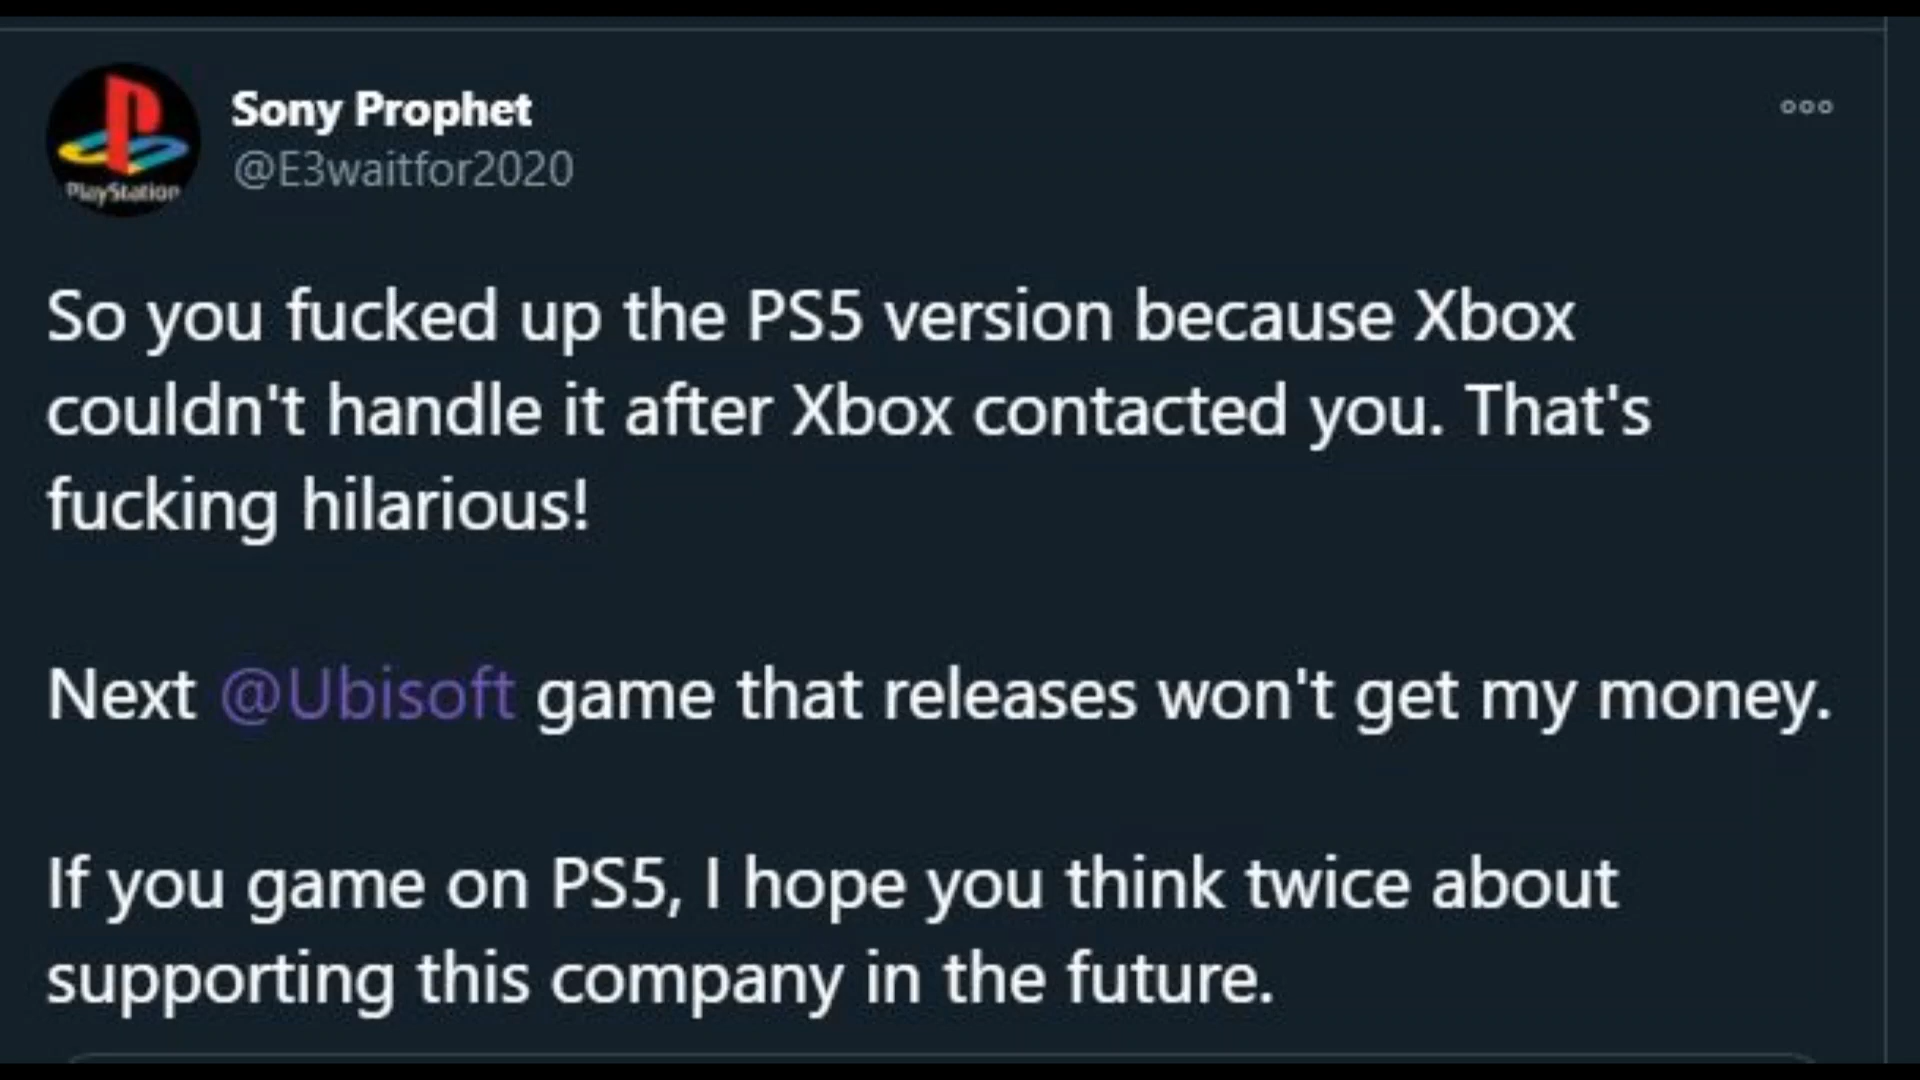 Sony Prophet
@E3waitfor2020
PlayStation
So you fucked up the PS5 version because Xbox
couldn't handle it after Xbox contacted you. That's
fucking hilarious!
Next @Ubisoft game that releases won't get my money.
If you game on PS5, I hope you think twice about
supporting this company in the future.